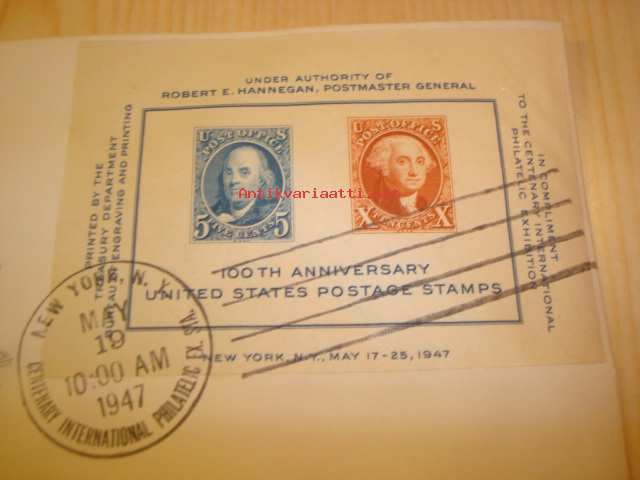 UNDER AUTHORITY OF
ROBERT E. HANNEGAN, POSTMASTER GENERAL
PRINTED BY THE
TREASURY DEPARTMENT
BUREAU OF ENGRAVING AND PRINTING
U S
POST OFFICE
5 5
FIVE CENTS
U S
POST OFFICE
X X
TEN CENTS
IN COMPLIMENT
TO THE CENTENARY INTERNATIONAL
PHILATELIC EXHIBITION
100TH ANNIVERSARY
UNITED STATES POSTAGE STAMPS
NEW YORK, N.Y., MAY 17-25, 1947
NEW YORK, N.Y.
MAY
19
10:00 AM
1947
CENTENARY INTERNATIONAL PHILATELIC EX. STA.
Antikvariaatti